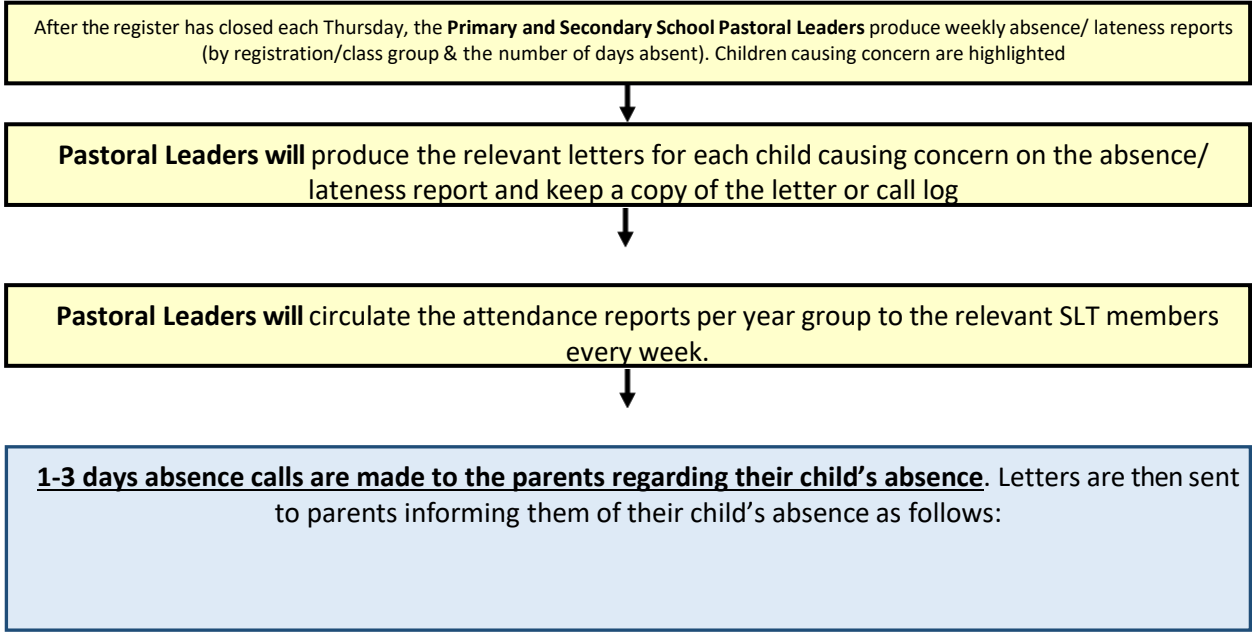 After the register has closed each Thursday, the Primary and Secondary School Pastoral Leaders produce weekly absence/ lateness reports
(by registration/class group & the number of days absent). Children causing concern are highlighted
Pastoral Leaders will produce the relevant letters for each child causing concern on the absence/
lateness report and keep a copy of the letter or call log
Pastoral Leaders will circulate the attendance reports per year group to the relevant SLT members
every week.
1-3 days absence calls are made to the parents regarding their child’s absence. Letters are then sent
to parents informing them of their child’s absence as follows: